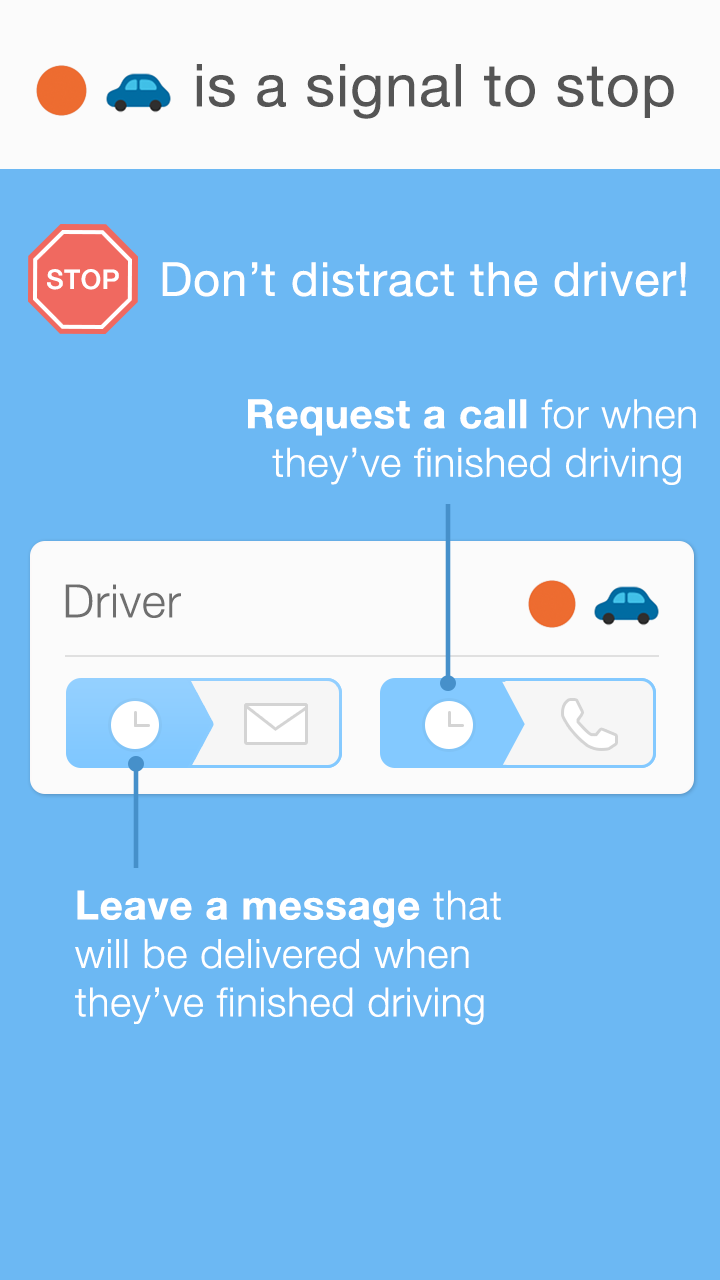 is a signal to stop
STOP
Don’t distract the driver!
Request a call for when
they’ve finished driving
Driver
Leave a message that
will be delivered when
they’ve finished driving